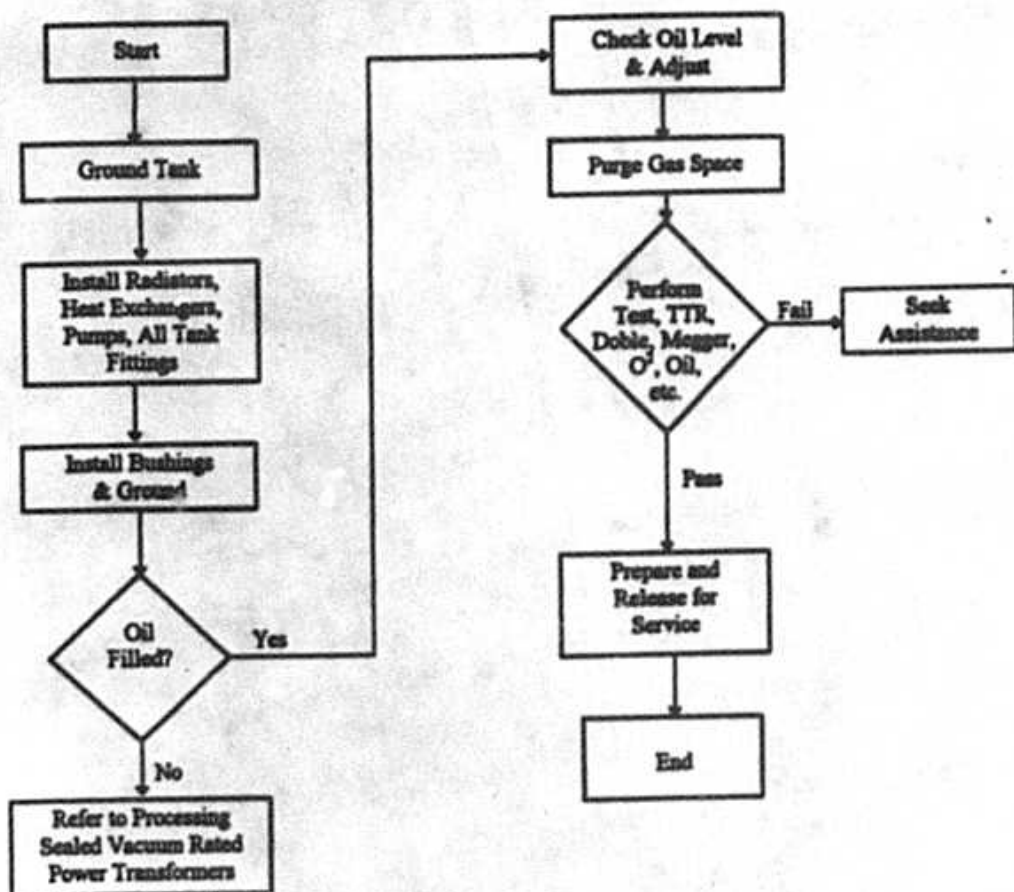 Start
Ground Tank
Install Radiators,
Heat Exchangers,
Pumps, All Tank
Fittings
Install Bushings
& Ground
Oil
Filled?
Yes
No
Refer to Processing
Sealed Vacuum Rated
Power Transformers
Check Oil Level
& Adjust
Purge Gas Space
Perform
Test, TTR,
Doble, Megger,
Oil,
etc.
Fail
Seek
Assistance
Pass
Prepare and
Release for
Service
End